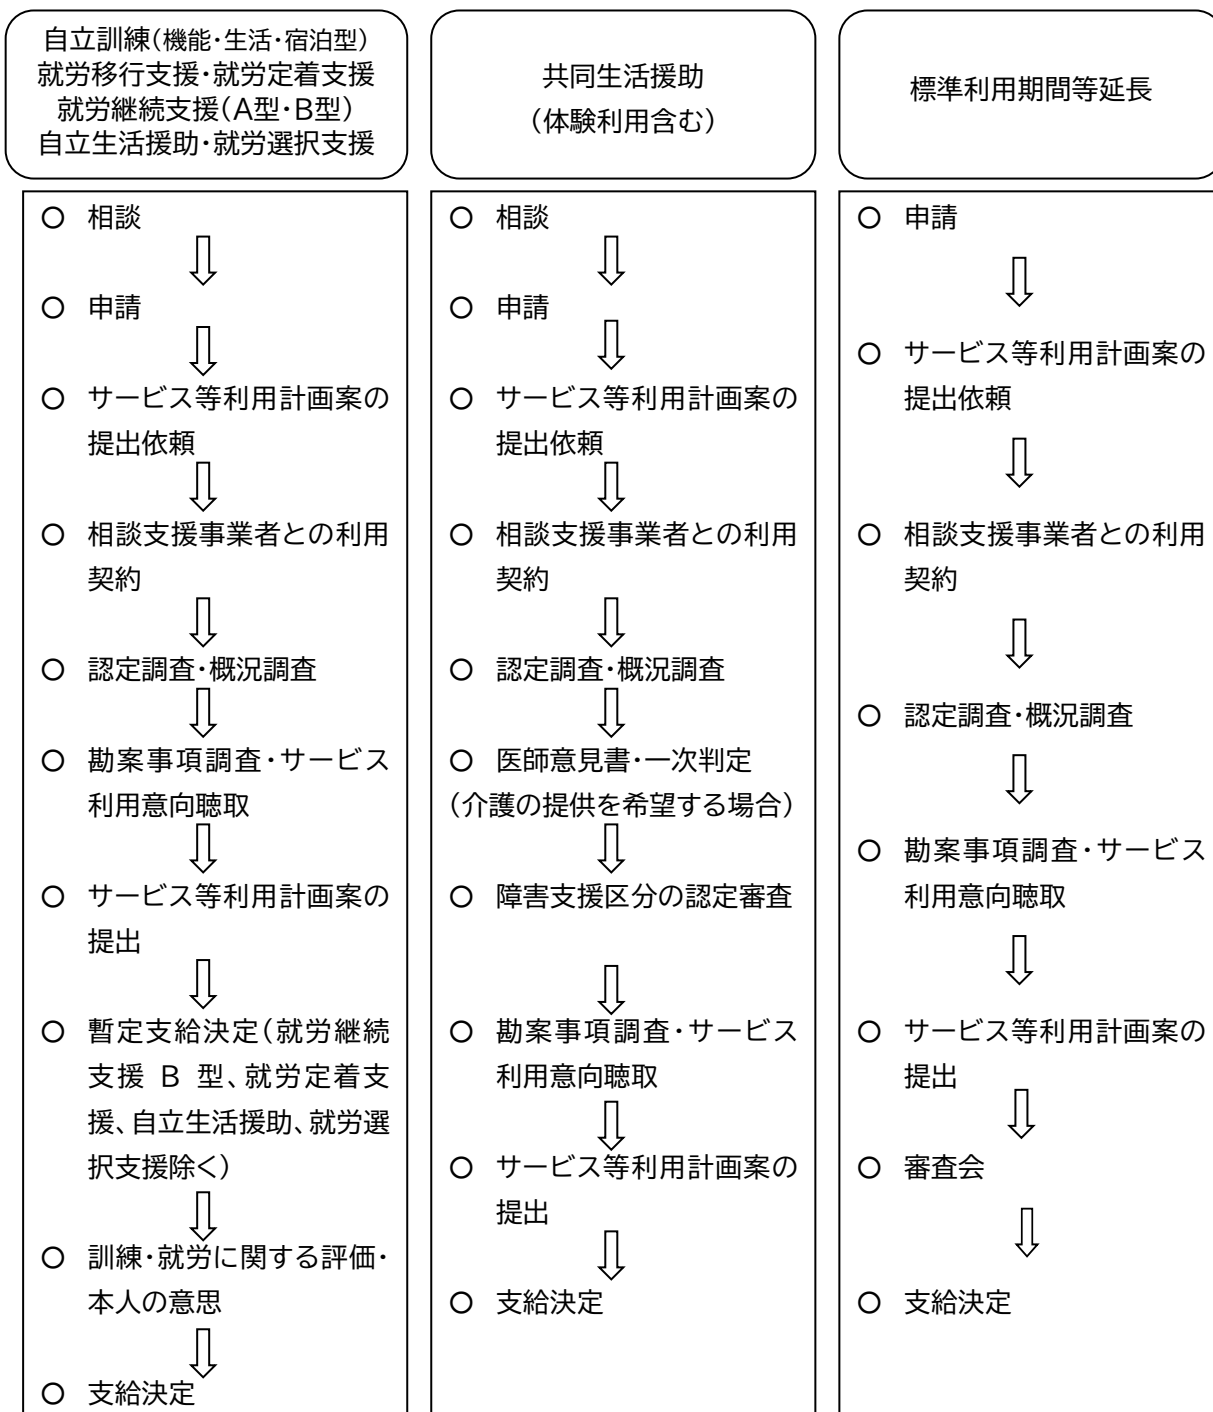 自立訓練(機能・生活・宿泊型)
就労移行支援・就労定着支援
就労継続支援(A型・B型)
自立生活援助・就労選択支援
○ 相談
○ 申請
○ サービス等利用計画案の
提出依頼
○ 相談支援事業者との利用
契約
○ 認定調査・概況調査
○ 勘案事項調査・サービス
利用意向聴取
○ サービス等利用計画案の
提出
○ 暫定支給決定(就労継続
支援 B 型、就労定着支
援、自立生活援助、就労選
択支援除く)
○ 訓練・就労に関する評価・
本人の意思
○ 支給決定
共同生活援助
(体験利用含む)
○ 相談
○ 申請
○ サービス等利用計画案の
提出依頼
○ 相談支援事業者との利用
契約
○ 認定調査・概況調査
○ 医師意見書・一次判定
(介護の提供を希望する場合)
○ 障害支援区分の認定審査
○ 勘案事項調査・サービス
利用意向聴取
○ サービス等利用計画案の
提出
○ 支給決定
標準利用期間等延長
○ 申請
○ サービス等利用計画案の
提出依頼
○ 相談支援事業者との利用
契約
○ 認定調査・概況調査
○ 勘案事項調査・サービス
利用意向聴取
○ サービス等利用計画案の
提出
○ 審査会
○ 支給決定